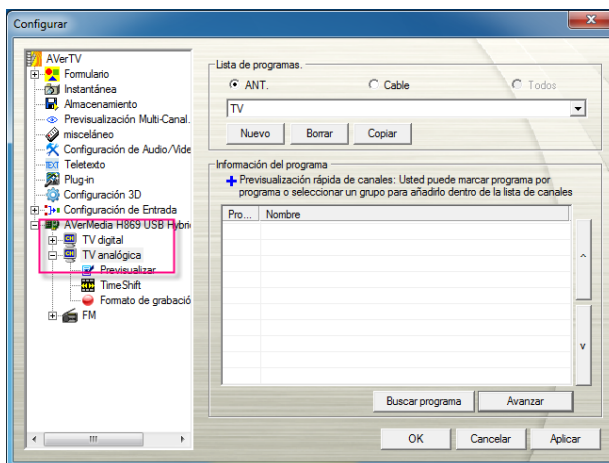 Configurar
AVerTV
Formulario
Instantánea
Almacenamiento
Previsualización Multi-Canal.
misceláneo
Configuración de Audio/Vide
TEXT Teletexto
Plug-in
Configuración 3D
Configuración de Entrada
AVerMedia H869 USB Hybri
TV digital
TV analógica
Previsualizar
TimeShift
Formato de grabació
FM
Lista de programas.
ANT. Cable Todos
TV
Nuevo Borrar Copiar
Información del programa
Previsualización rápida de canales: Usted puede marcar programa por
programa o seleccionar un grupo para añadirlo dentro de la lista de canales
Pro... Nombre
Buscar programa Avanzar
OK Cancelar Aplicar